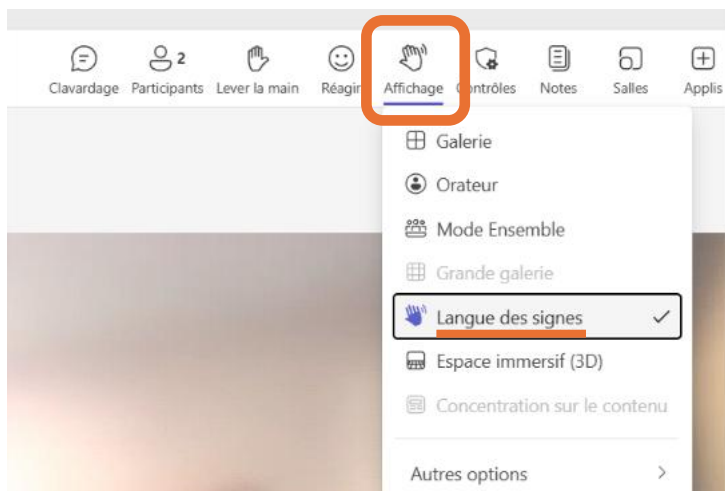 Clavardage Participants 2 Lever la main Réagir Affichage Contrôles Notes Salles Applis
Galerie
Orateur
Mode Ensemble
Grande galerie
Langue des signes
Espace immersif (3D)
Concentration sur le contenu
Autres options